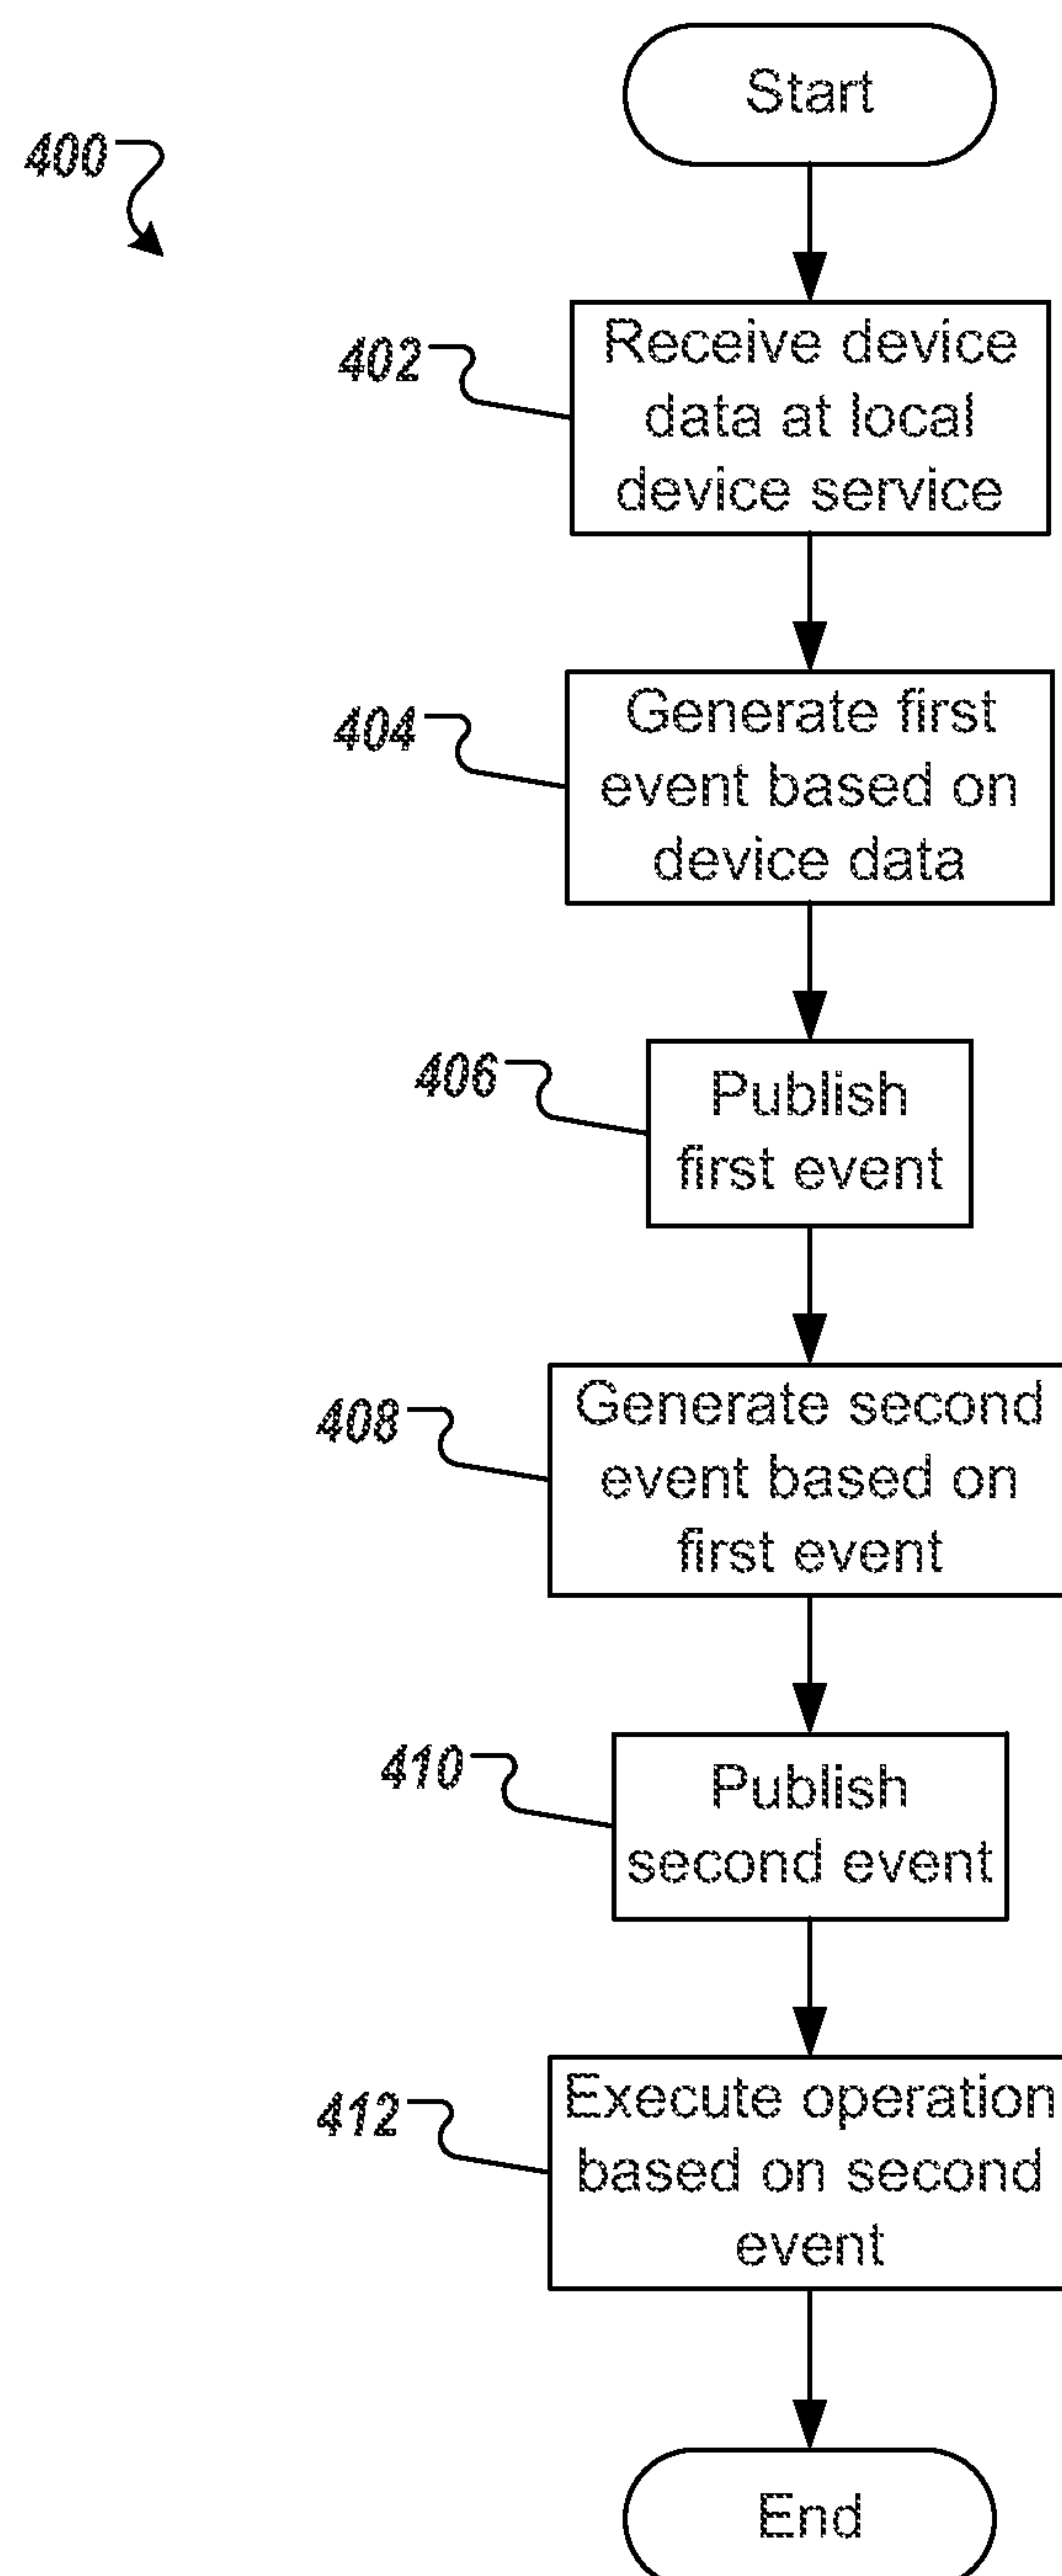 Start
400
402
Receive device
data at local
device service
404
Generate first
event based on
device data
406
Publish
first event
408
Generate second
event based on
first event
410
Publish
second event
412
Execute operation
based on second
event
End